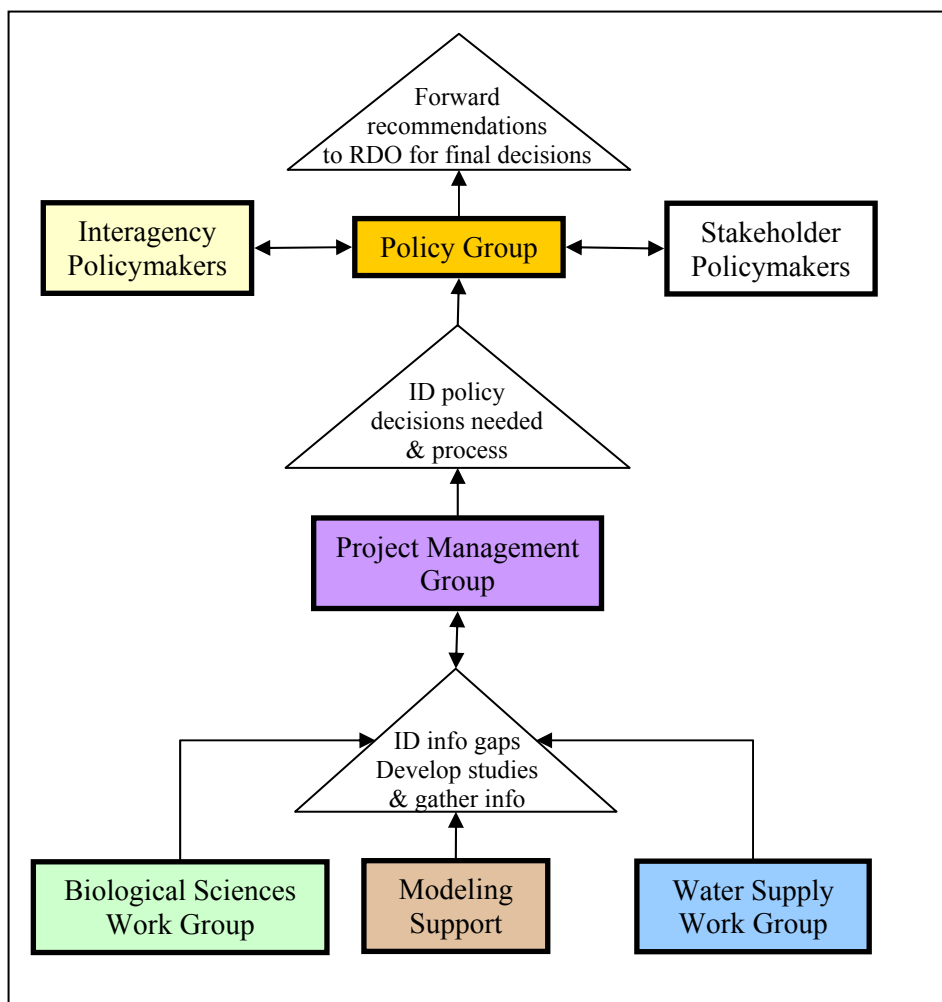 Forward
recommendations
to RDO for final decisions
Interagency
Policymakers
Policy Group
Stakeholder
Policymakers
ID policy
decisions needed
& process
Project Management
Group
ID info gaps
Develop studies
& gather info
Biological Sciences
Work Group
Modeling
Support
Water Supply
Work Group